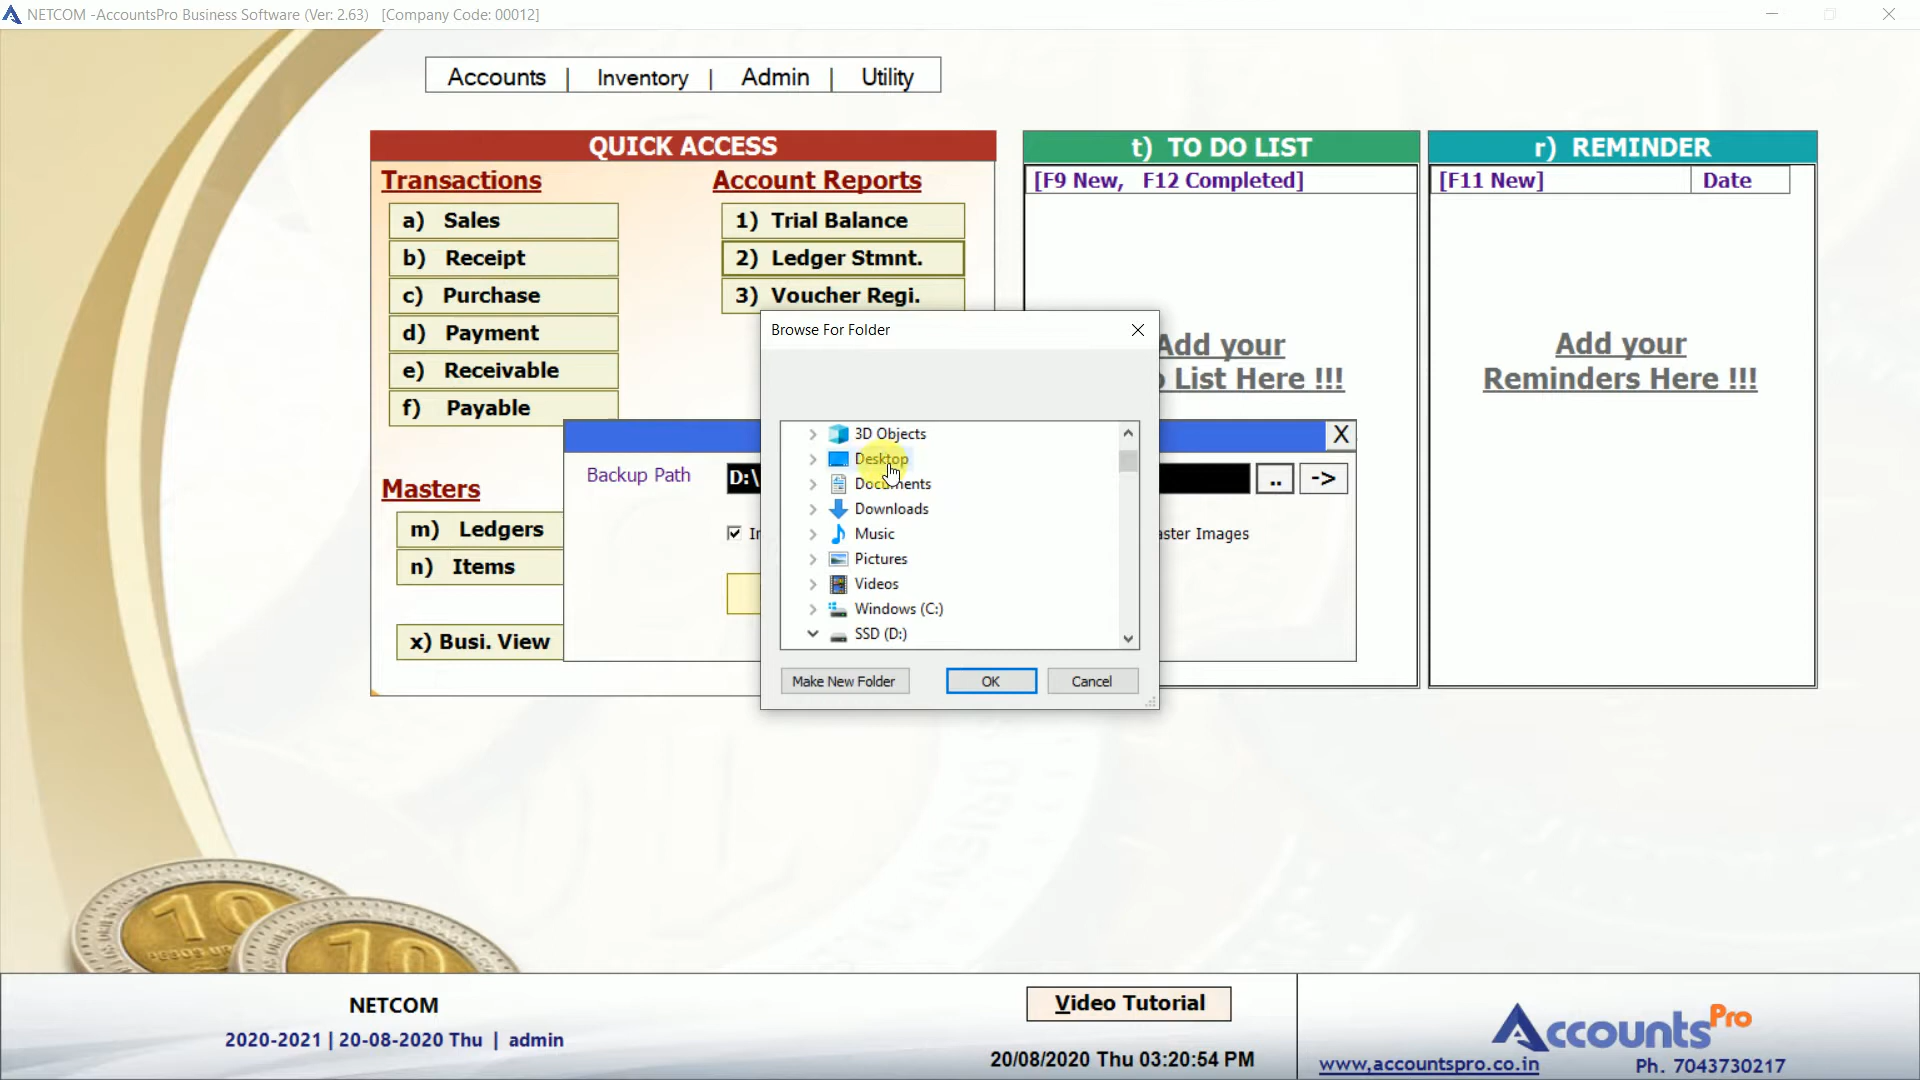 NETCOM -AccountsPro Business Software (Ver: 2.63)   [Company Code: 00012]
Accounts | Inventory | Admin | Utility
QUICK ACCESS
Transactions
a) Sales
b) Receipt
c) Purchase
d) Payment
e) Receivable
f) Payable
Account Reports
1) Trial Balance
2) Ledger Stmnt.
3) Voucher Regi.
Masters
m) Ledgers
n) Items
x) Busi. View
t) TO DO LIST
[F9 New,   F12 Completed]
Add your
List Here !!!
r) REMINDER
[F11 New] Date
Add your
Reminders Here !!!
X
Backup Path D:\ .. ->
Browse For Folder
3D Objects
Desktop
Documents
Downloads
Music
Pictures
Videos
Windows (C:)
SSD (D:)
Make New Folder OK Cancel
NETCOM
2020-2021 | 20-08-2020 Thu | admin
Video Tutorial
20/08/2020 Thu 03:20:54 PM
AccountsPro
www,accountspro.co.in Ph. 7043730217
Images
10
10